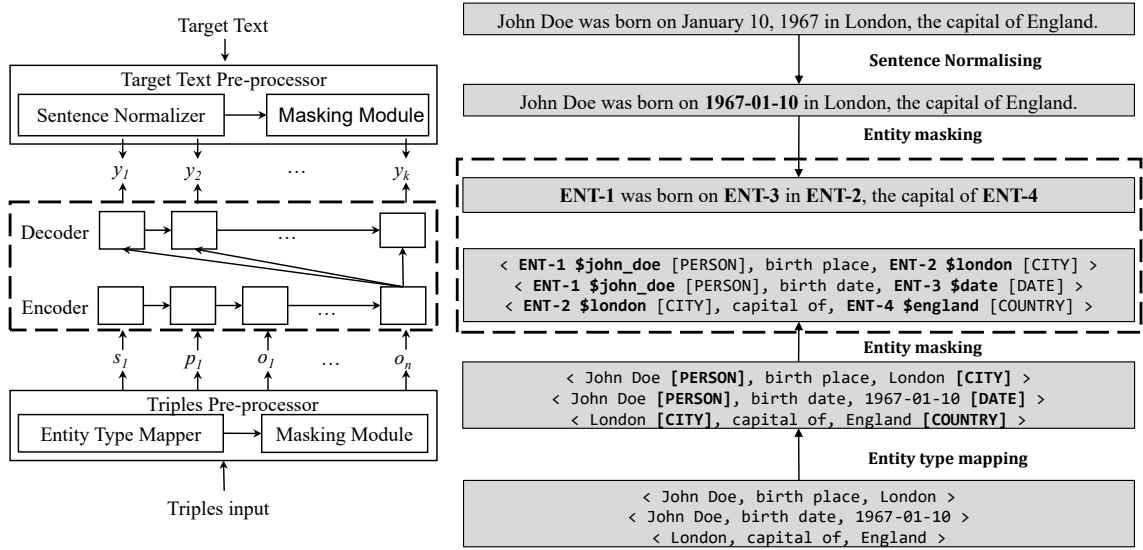 Target Text
Target Text Pre-processor
Sentence Normalizer
Masking Module
y1 y2 ... yk
Decoder
...
Encoder
...
s1 p1 o1 ... on
Triples Pre-processor
Entity Type Mapper
Masking Module
Triples input
John Doe was born on January 10, 1967 in London, the capital of England.
Sentence Normalising
John Doe was born on 1967-01-10 in London, the capital of England.
Entity masking
ENT-1 was born on ENT-3 in ENT-2, the capital of ENT-4
< ENT-1 $john_doe [PERSON], birth place, ENT-2 $london [CITY] >
< ENT-1 $john_doe [PERSON], birth date, ENT-3 $date [DATE] >
< ENT-2 $london [CITY], capital of, ENT-4 $england [COUNTRY] >
Entity masking
< John Doe [PERSON], birth place, London [CITY] >
< John Doe [PERSON], birth date, 1967-01-10 [DATE] >
< London [CITY], capital of, England [COUNTRY] >
Entity type mapping
< John Doe, birth place, London >
< John Doe, birth date, 1967-01-10 >
< London, capital of, England >